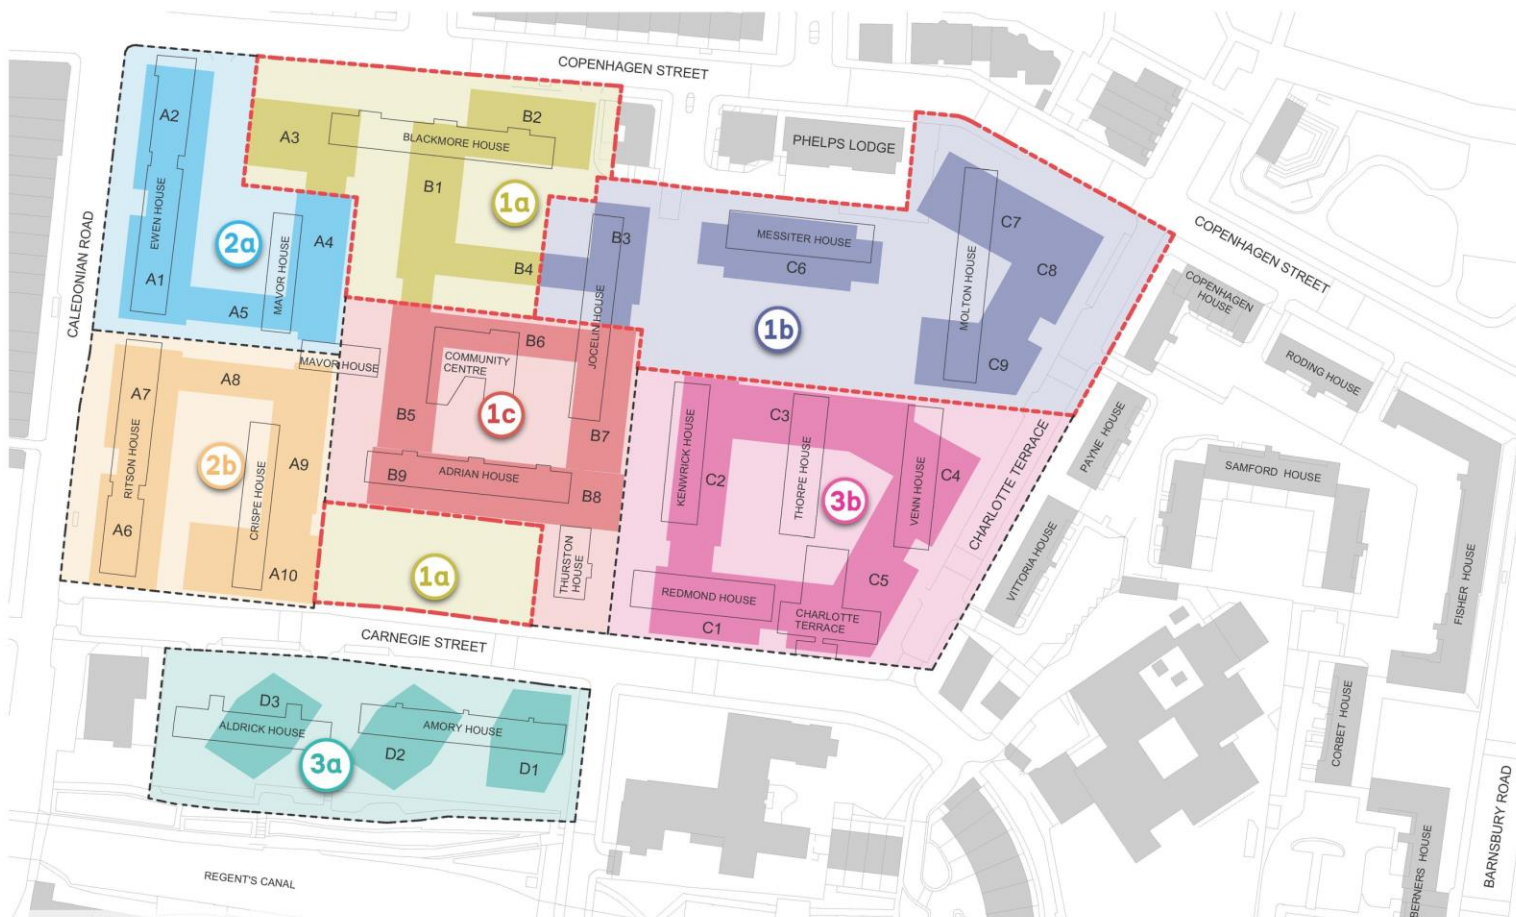 COPENHAGEN STREET
A2
A3
BLACKMORE HOUSE
B2
PHELPS LODGE
CALEDONIAN ROAD
EWEN HOUSE
A1
2a
MAVOR HOUSE
A4
A5
B1
1a
B4
B3
JOCELIN HOUSE
MESSITER HOUSE
C6
1b
MOLTON HOUSE
C7
C8
C9
COPENHAGEN STREET
COPENHAGEN
HOUSE
RODING HOUSE
MAVOR HOUSE
A7
A8
RITSON HOUSE
2b
A9
CRISPE HOUSE
A6
A10
COMMUNITY
CENTRE
B6
1c
B5
B7
B9
ADRIAN HOUSE
B8
1a
THURSTON
HOUSE
KENWRICK HOUSE
C2
C3
THORPE HOUSE
3b
VENN HOUSE
C4
C5
REDMOND HOUSE
C1
CHARLOTTE
TERRACE
CHARLOTTE TERRACE
PAYNE HOUSE
SAMFORD HOUSE
VITTORIA HOUSE
FISHER HOUSE
CORBET HOUSE
BERNERS HOUSE
BARNSBURY ROAD
CARNEGIE STREET
D3
ALDRICK HOUSE
3a
AMORY HOUSE
D2
D1
REGENT'S CANAL